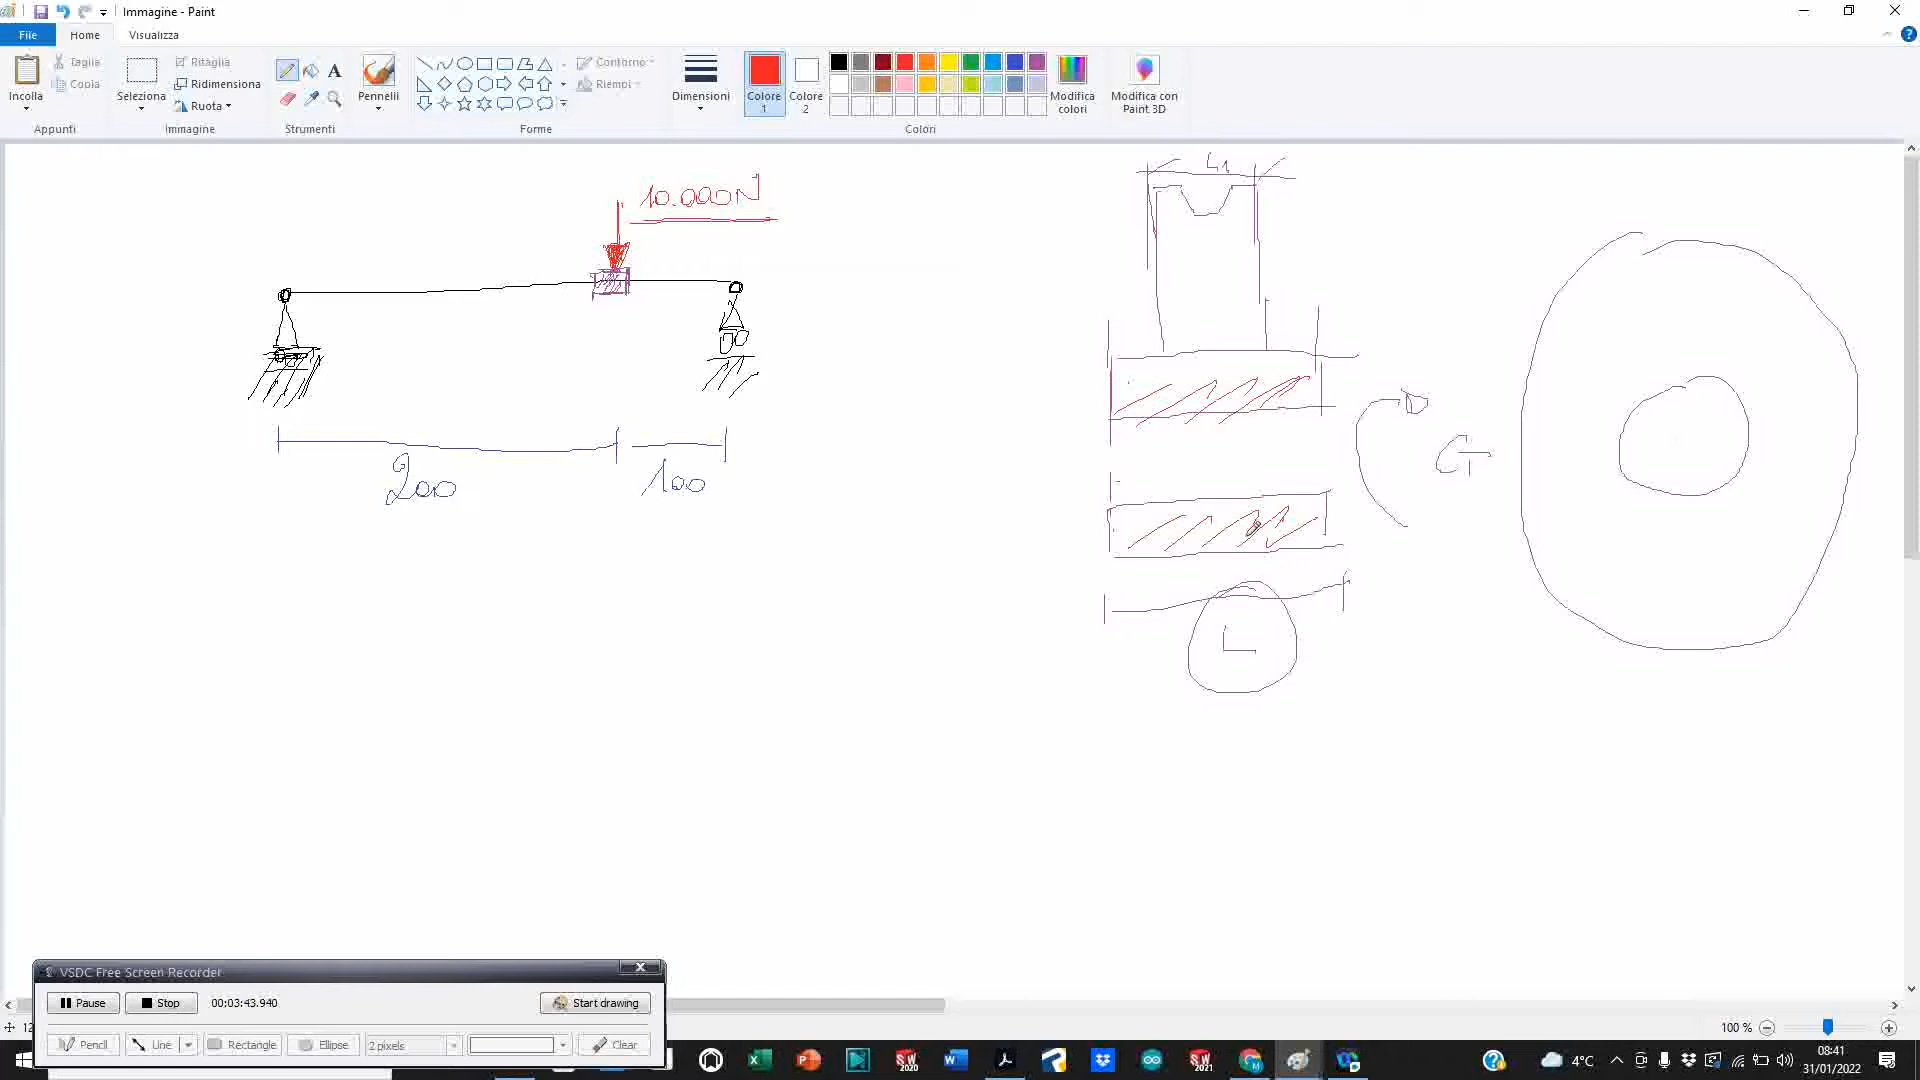 Immagine - Paint
File
Home
Visualizza
Incolla
Taglia
Copia
Seleziona
Ritaglia
Ridimensiona
Ruota
Pennelli
Contorno
Riempi
Dimensioni
Colore 1
Colore 2
Modifica colori
Modifica con Paint 3D
Appunti
Immagine
Strumenti
Forme
Colori
10.000N
L1
200
100
L
VSDC Free Screen Recorder
Pause
Stop
00:03:43.940
Start drawing
Pencil
Line
Rectangle
Ellipse
2 pixels
Clear
100 %
4°C
08:41
31/01/2022